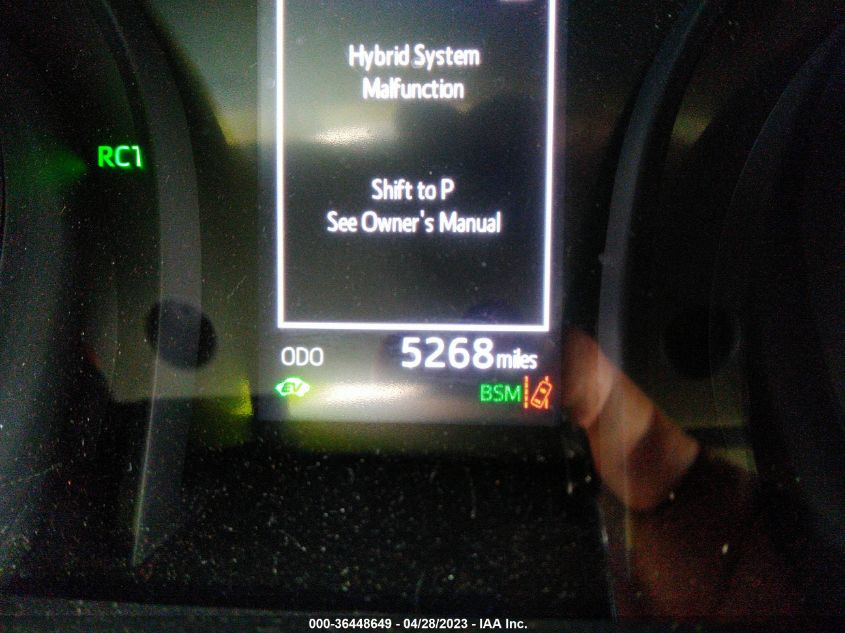 Hybrid System
Malfunction
RC1
Shift to P
See Owner's Manual
ODO 5268 miles
EV BSM
000-36448649 - 04/28/2023 - IAA Inc.